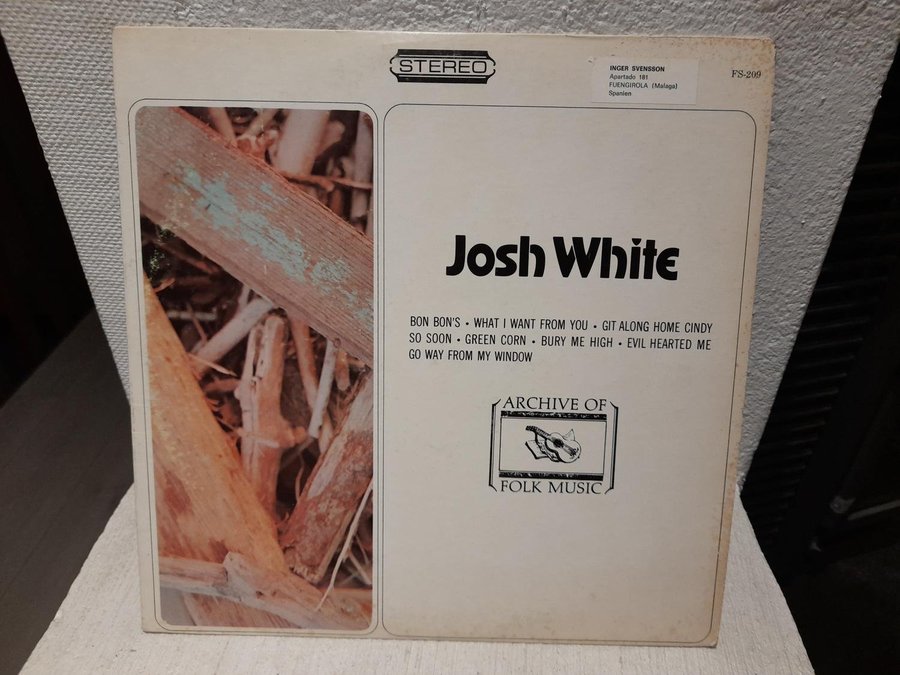 STEREO
INGER SVENSSON
Apartado 181
FUENGIROLA (Malaga)
Spanien
FS-209
Josh White
BON BON'S • WHAT I WANT FROM YOU • GIT ALONG HOME CINDY
SO SOON • GREEN CORN • BURY ME HIGH • EVIL HEARTED ME
GO WAY FROM MY WINDOW
ARCHIVE OF
FOLK MUSIC